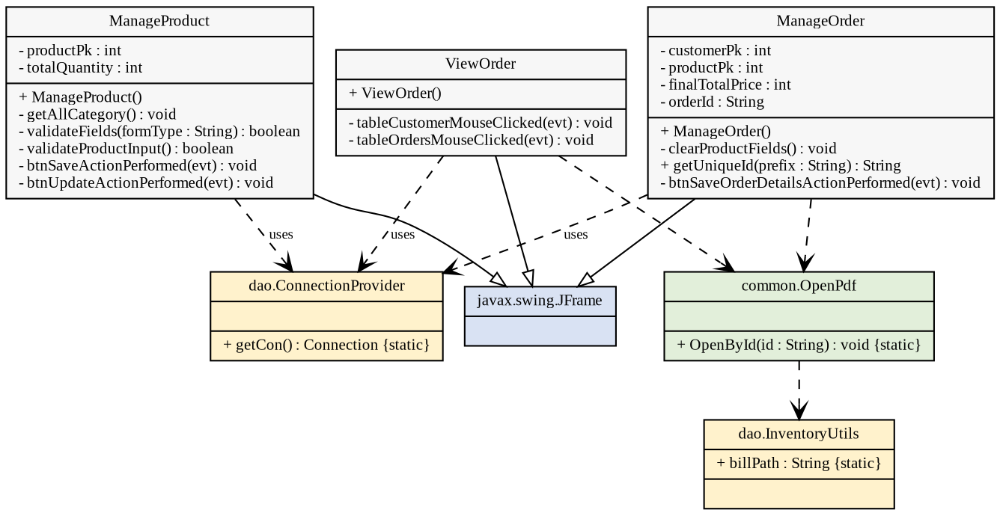 ManageProduct
- productPk : int
- totalQuantity : int
+ ManageProduct()
- getAllCategory() : void
- validateFields(formType : String) : boolean
- validateProductInput() : boolean
- btnSaveActionPerformed(evt) : void
- btnUpdateActionPerformed(evt) : void
ViewOrder
+ ViewOrder()
- tableCustomerMouseClicked(evt) : void
- tableOrdersMouseClicked(evt) : void
ManageOrder
- customerPk : int
- productPk : int
- finalTotalPrice : int
- orderId : String
+ ManageOrder()
- clearProductFields() : void
+ getUniqueId(prefix : String) : String
- btnSaveOrderDetailsActionPerformed(evt) : void
uses
uses
uses
dao.ConnectionProvider
+ getCon() : Connection {static}
javax.swing.JFrame
common.OpenPdf
+ OpenById(id : String) : void {static}
dao.InventoryUtils
+ billPath : String {static}